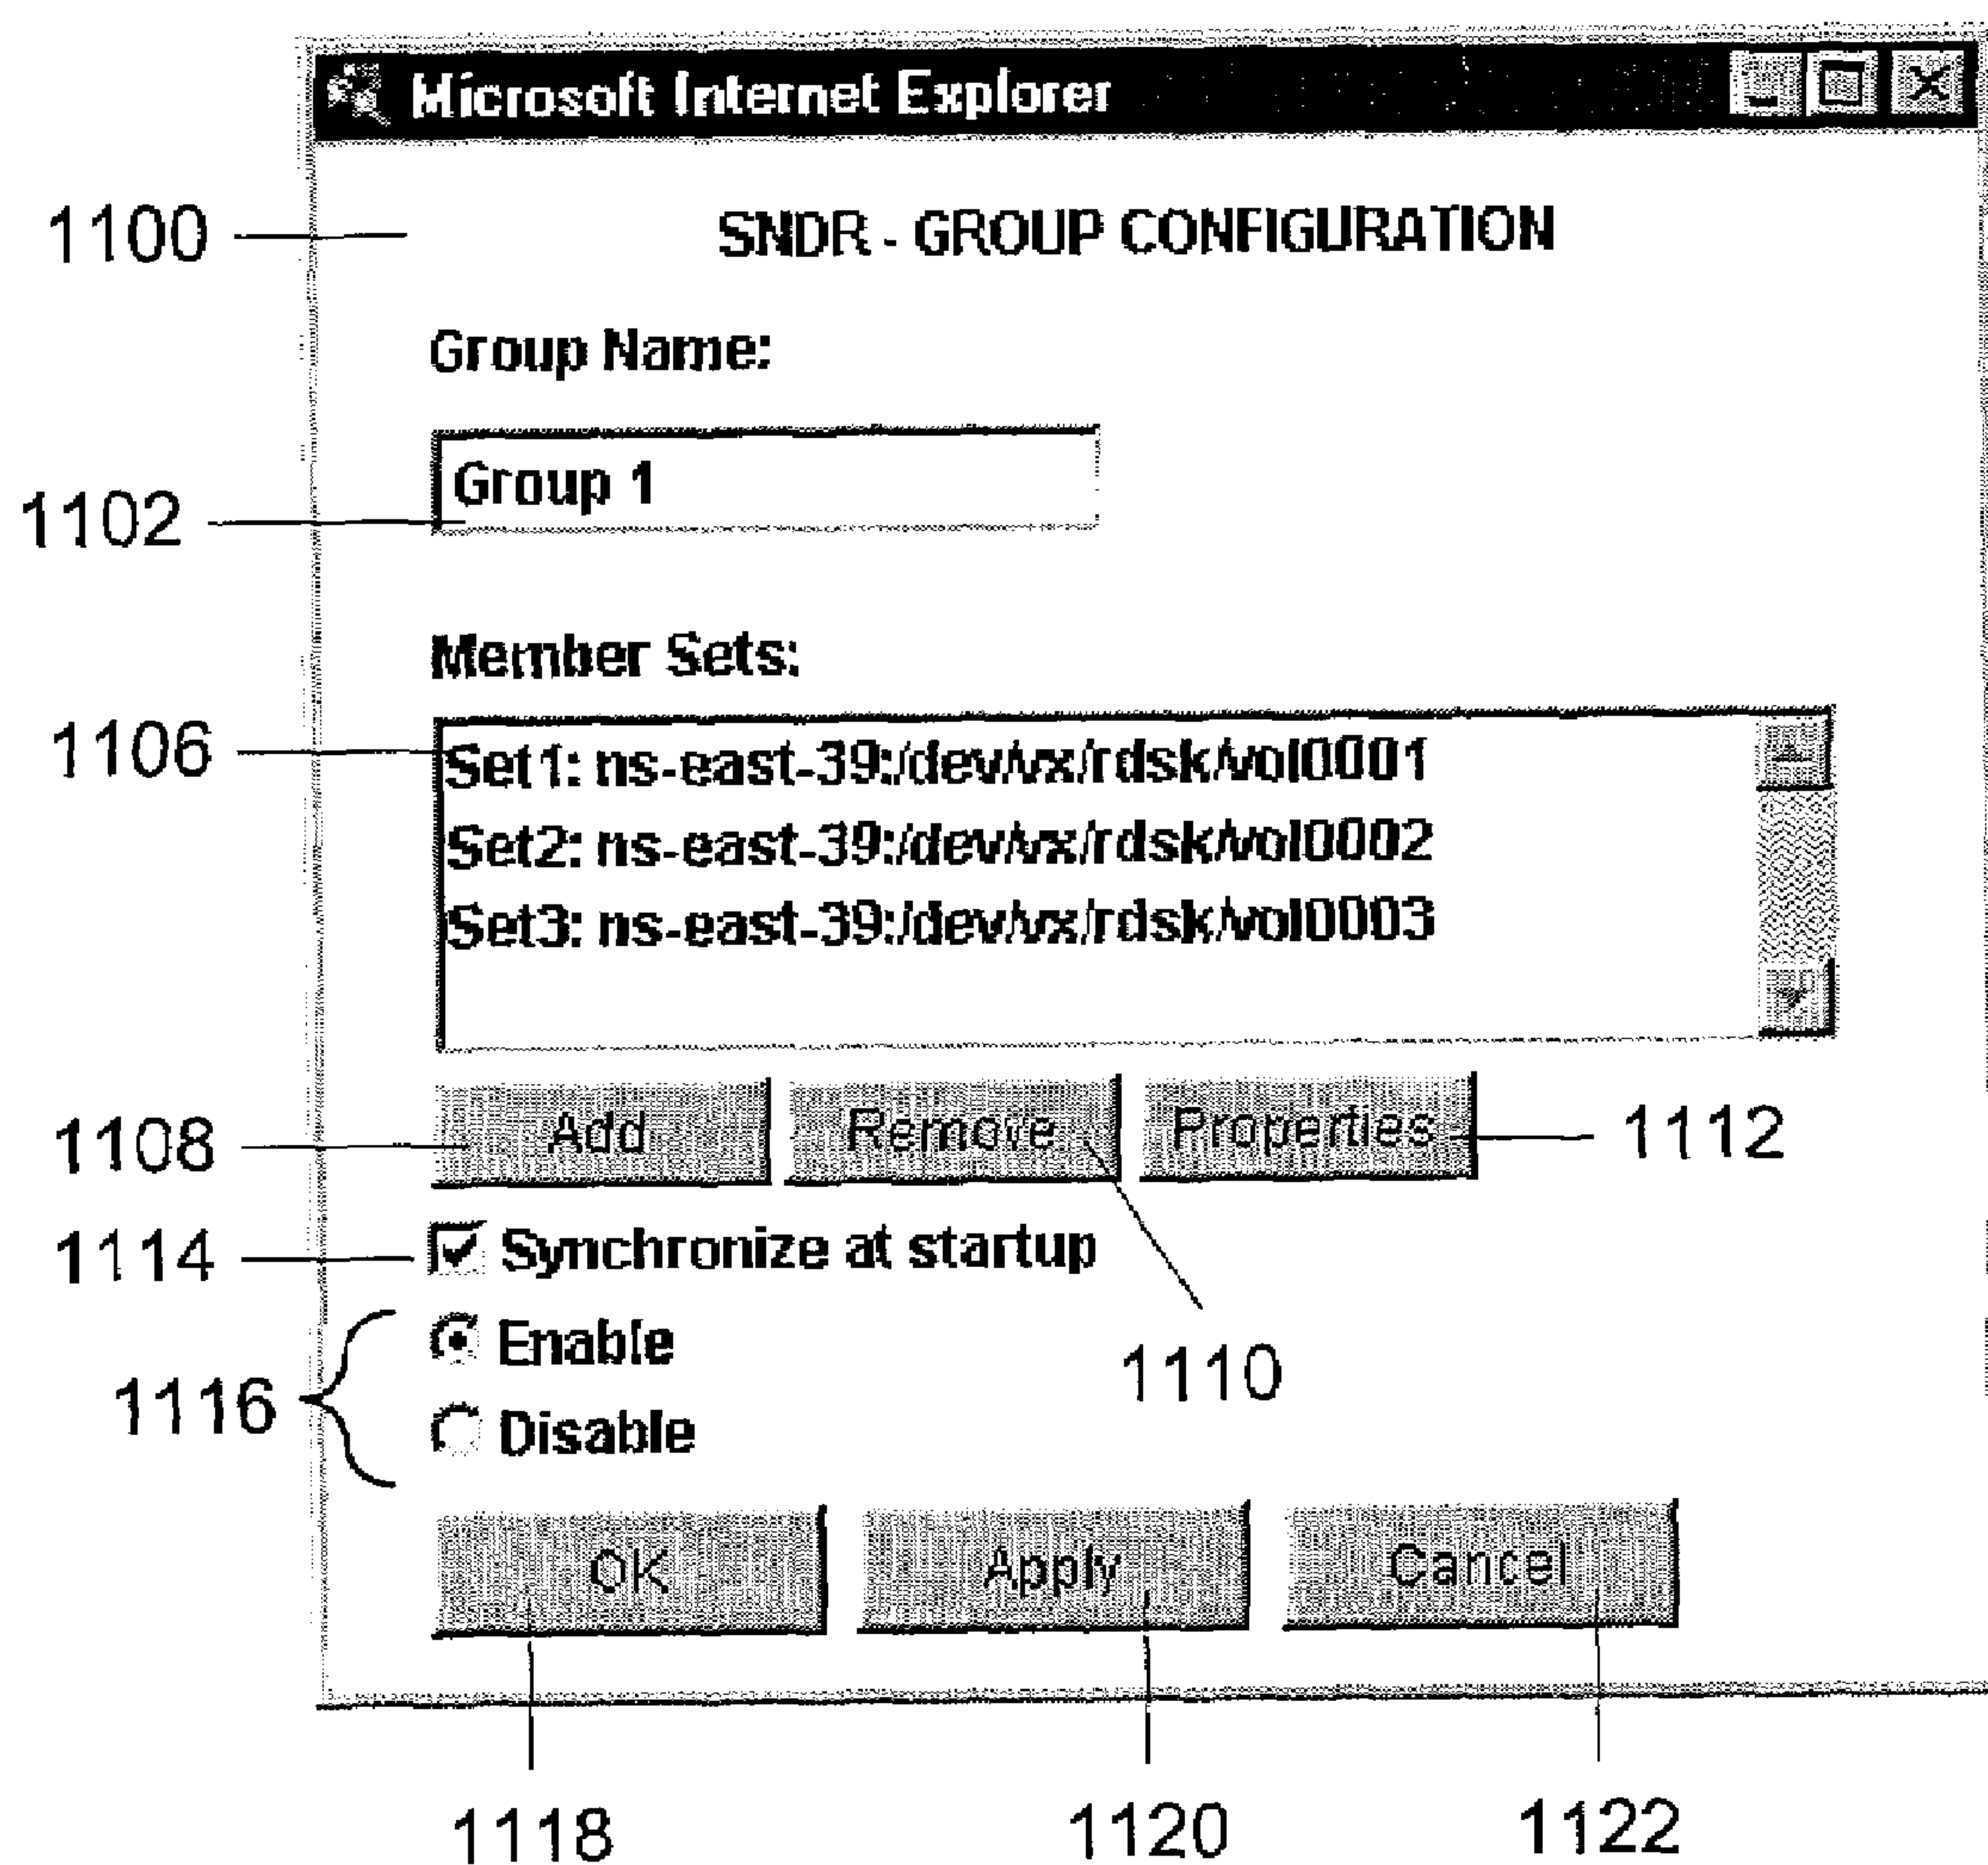 Microsoft Internet Explorer
1100
SNDR - GROUP CONFIGURATION
Group Name:
Group 1
1102
Member Sets:
1106
Set1: ns-east-39:/dev/vx/rdsk/vol0001
Set2: ns-east-39:/dev/vx/rdsk/vol0002
Set3: ns-east-39:/dev/vx/rdsk/vol0003
1108
Add
Remove
Properties
1112
1114
Synchronize at startup
1116
Enable
1110
Disable
OK
Apply
Cancel
1118
1120
1122